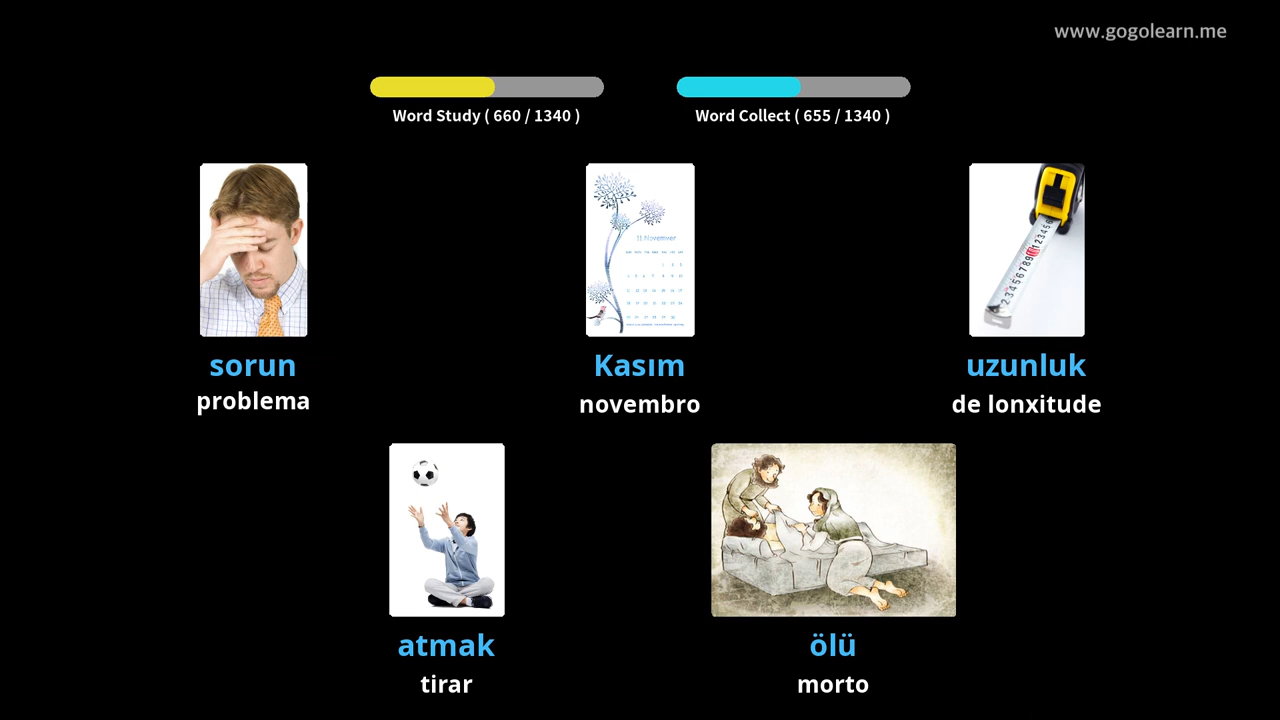 www.gogolearn.me
Word Study ( 660 / 1340 )
Word Collect ( 655 / 1340 )
sorun
problema
Kasım
novembro
uzunluk
de lonxitude
atmak
tirar
ölü
morto